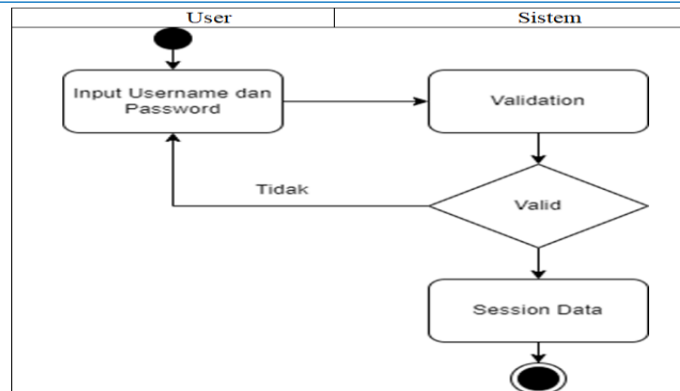 User
Sistem
Input Username dan
Password
Validation
Tidak
Valid
Session Data